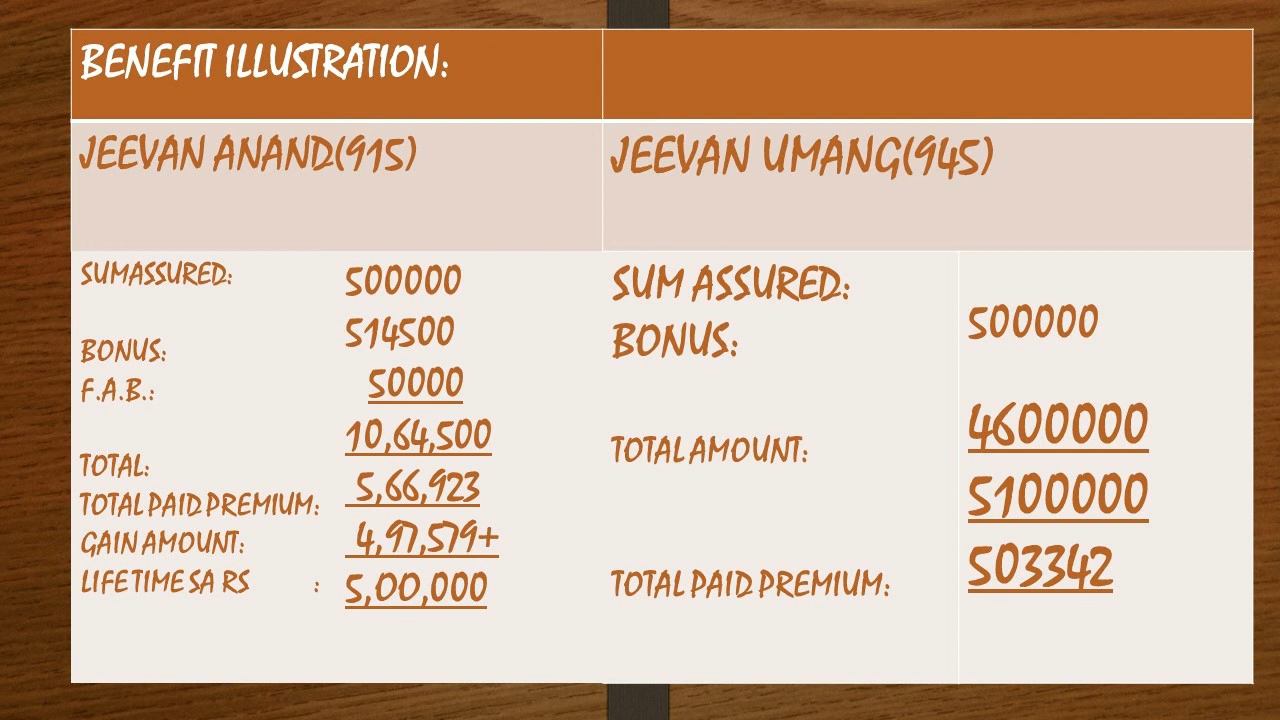 BENEFIT ILLUSTRATION:
JEEVAN ANAND(915)
JEEVAN UMANG(945)
SUMASSURED:
BONUS:
F.A.B.:
TOTAL:
TOTAL PAID PREMIUM:
GAIN AMOUNT:
LIFE TIME SA RS :
500000
514500
50000
10,64,500
5,66,923
4,97,579+
5,00,000
SUM ASSURED:
BONUS:
TOTAL AMOUNT:
TOTAL PAID PREMIUM:
500000
4600000
5100000
503342